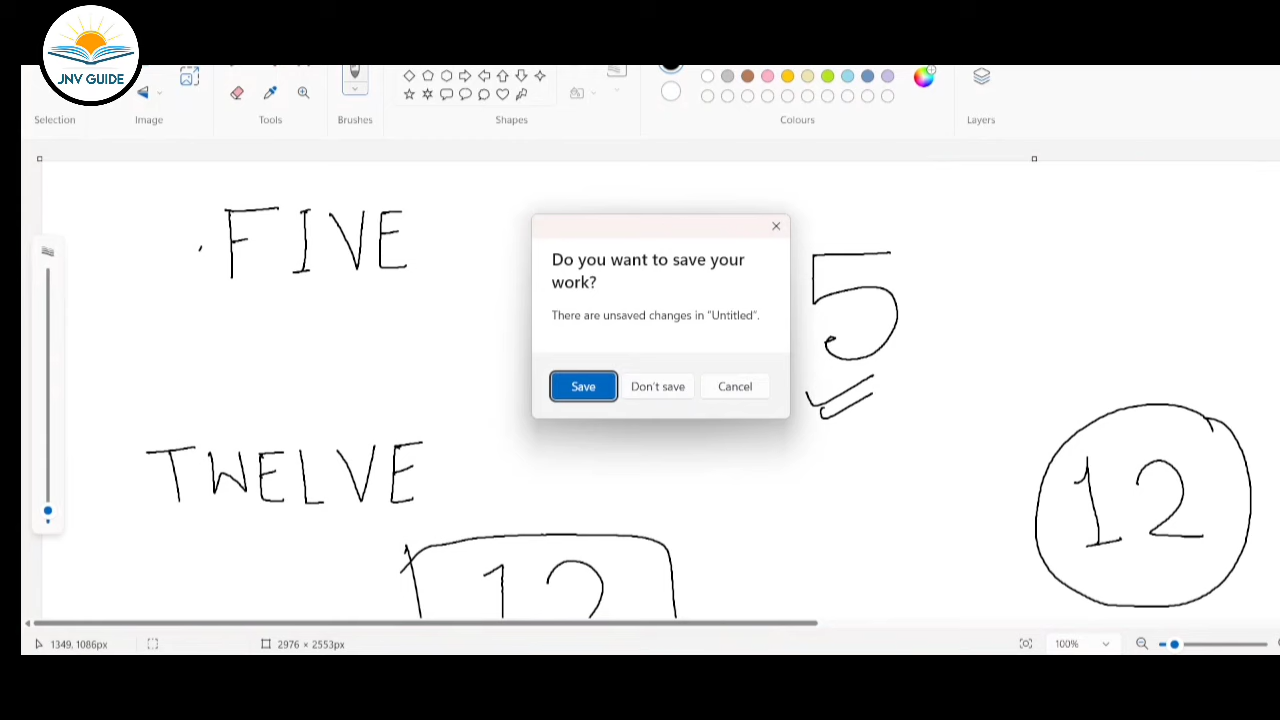 JNV GUIDE
Selection
Image
Tools
Brushes
Shapes
Colours
Layers
FIVE
Do you want to save your
work?
There are unsaved changes in "Untitled".
Save
Don't save
Cancel
5
TWELVE
12
12
1349, 1086px
2976 × 2553px
100%